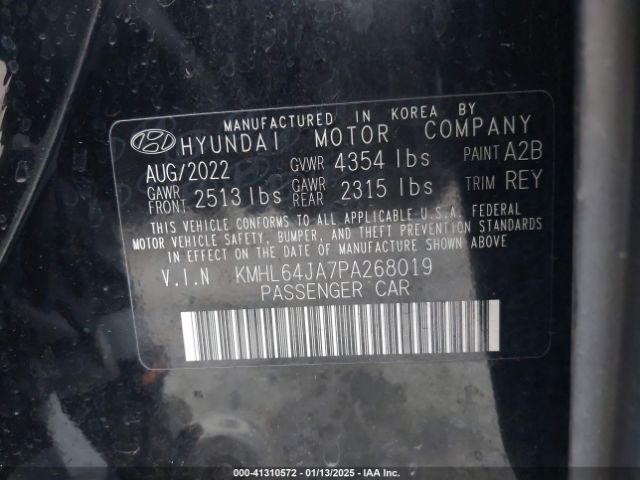 MANUFACTURED IN KOREA BY
HYUNDAI MOTOR COMPANY
AUG/2022 GVWR 4354 lbs PAINT A2B
GAWR FRONT 2513 lbs GAWR REAR 2315 lbs TRIM REY
THIS VEHICLE CONFORMS TO ALL APPLICABLE U.S.A. FEDERAL
MOTOR VEHICLE SAFETY, BUMPER, AND THEFT PREVENTION STANDARDS
IN EFFECT ON THE DATE OF MANUFACTURE SHOWN ABOVE.
V.I.N KMHL64JA7PA268019
PASSENGER CAR
000-41310572 — 01/13/2025 — IAA Inc.